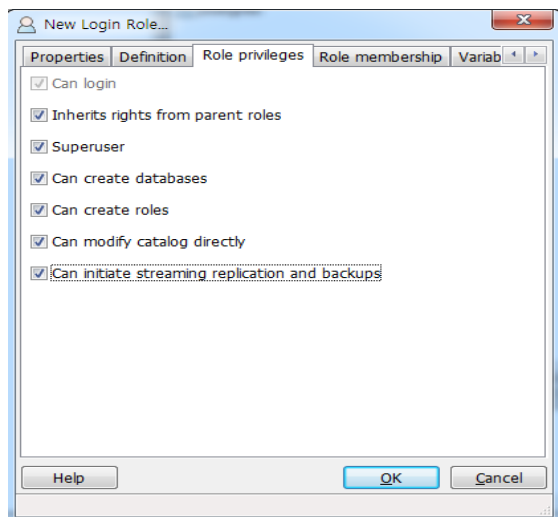 New Login Role...
Properties Definition Role privileges Role membership Variab
Can login
Inherits rights from parent roles
Superuser
Can create databases
Can create roles
Can modify catalog directly
Can initiate streaming replication and backups
Help OK Cancel